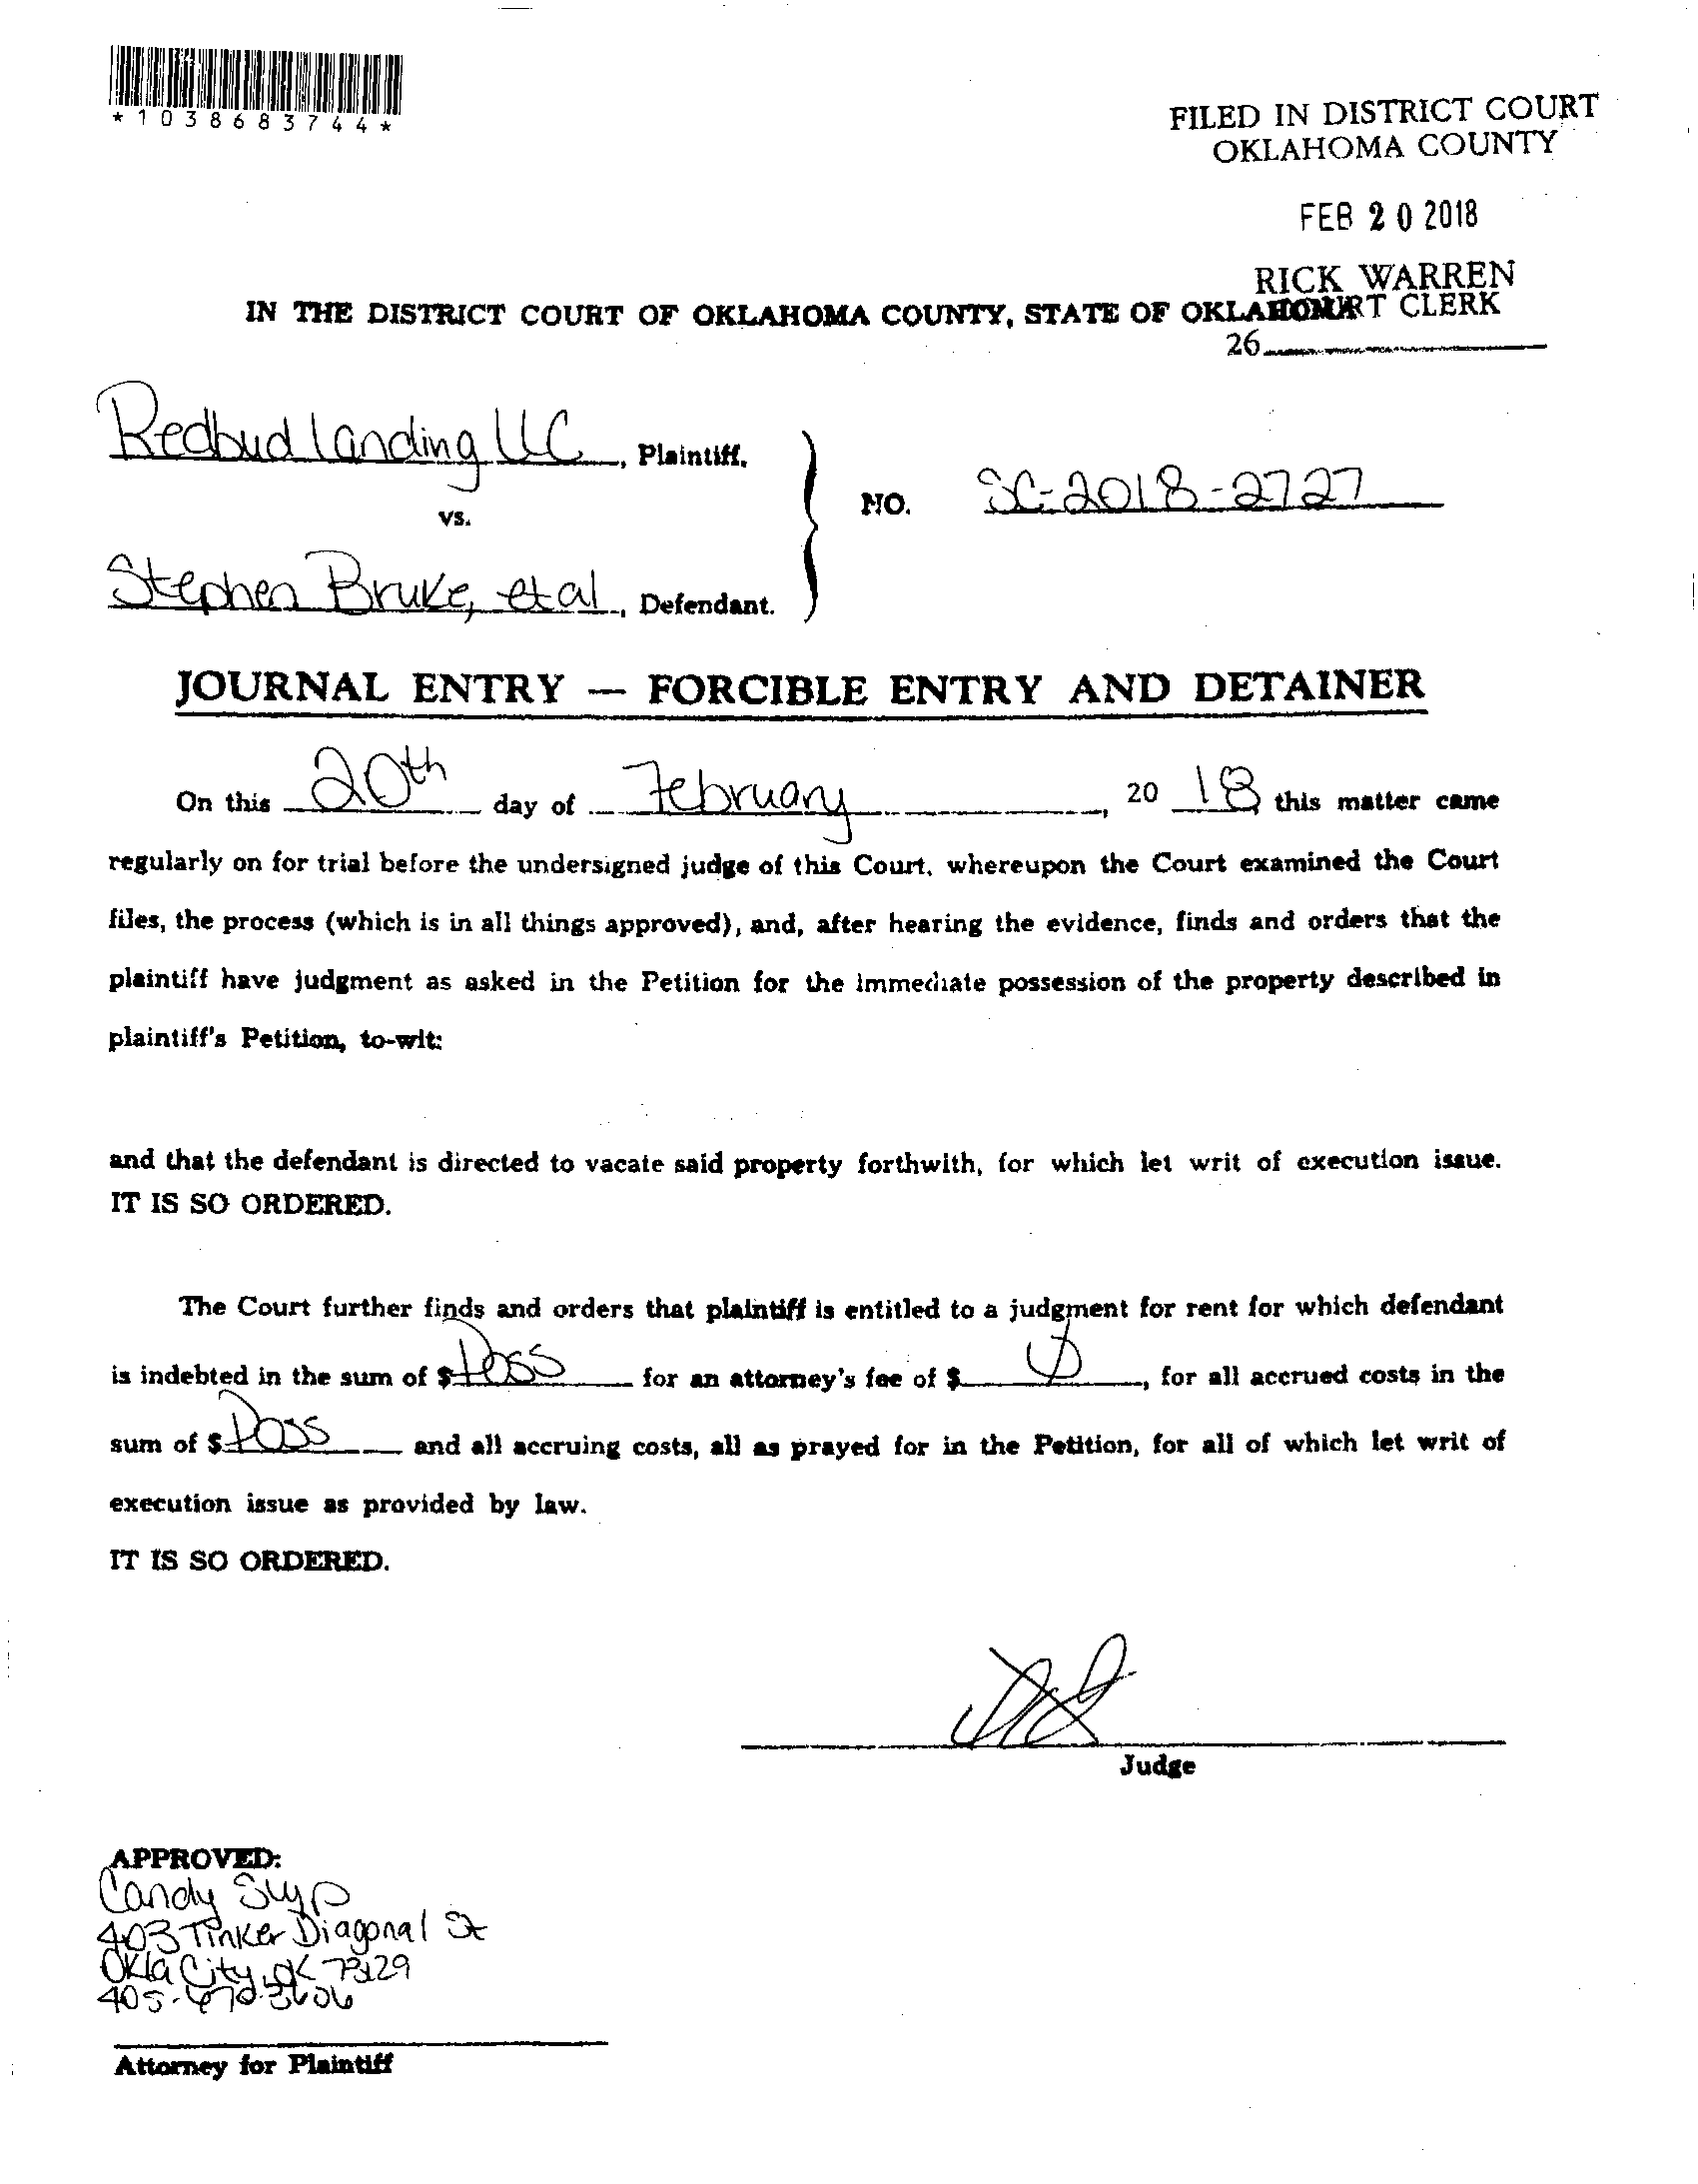 *1038683744*
FILED IN DISTRICT COURT
OKLAHOMA COUNTY
FEB 20 2018
RICK WARREN
COURT CLERK
IN THE DISTRICT COURT OF OKLAHOMA COUNTY, STATE OF OKLAHOMA
26
Redbud Landing LLC, Plaintiff,
vs.
NO. SC-2018-2727
Stephen Bruke, et al, Defendant.
JOURNAL ENTRY — FORCIBLE ENTRY AND DETAINER
On this 20th day of February, 20 18 this matter came
regularly on for trial before the undersigned judge of this Court, whereupon the Court examined the Court
files, the process (which is in all things approved), and, after hearing the evidence, finds and orders that the
plaintiff have judgment as asked in the Petition for the immediate possession of the property described in
plaintiff's Petition, to-wit:
and that the defendant is directed to vacate said property forthwith, for which let writ of execution issue.
IT IS SO ORDERED.
The Court further finds and orders that plaintiff is entitled to a judgment for rent for which defendant
is indebted in the sum of $ Poss for an attorney's fee of $, for all accrued costs in the
sum of $ Poss and all accruing costs, all as prayed for in the Petition, for all of which let writ of
execution issue as provided by law.
IT IS SO ORDERED.
Judge
APPROVED:
Candy
403 Tinker Diagonal St
Okla City, OK 73129
Attorney for Plaintiff